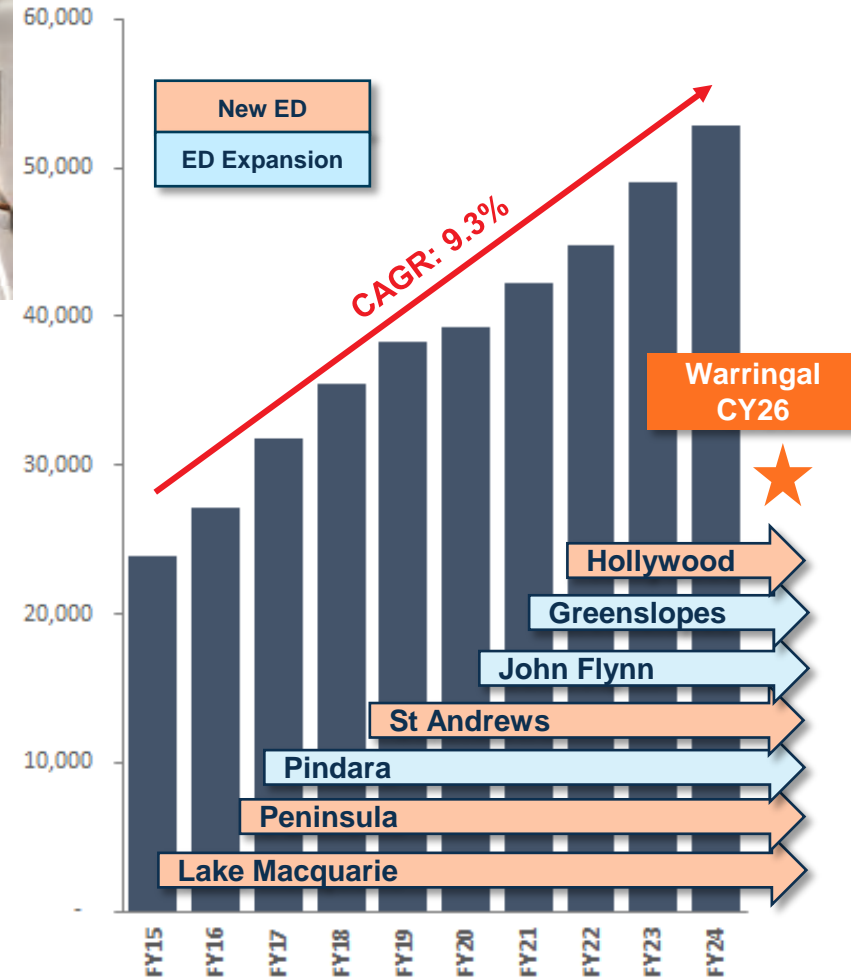 60,000
50,000
40,000
30,000
20,000
10,000
-
New ED
ED Expansion
CAGR: 9.3%
Warringal
CY26
Hollywood
Greenslopes
John Flynn
St Andrews
Pindara
Peninsula
Lake Macquarie
FY15
FY16
FY17
FY18
FY19
FY20
FY21
FY22
FY23
FY24